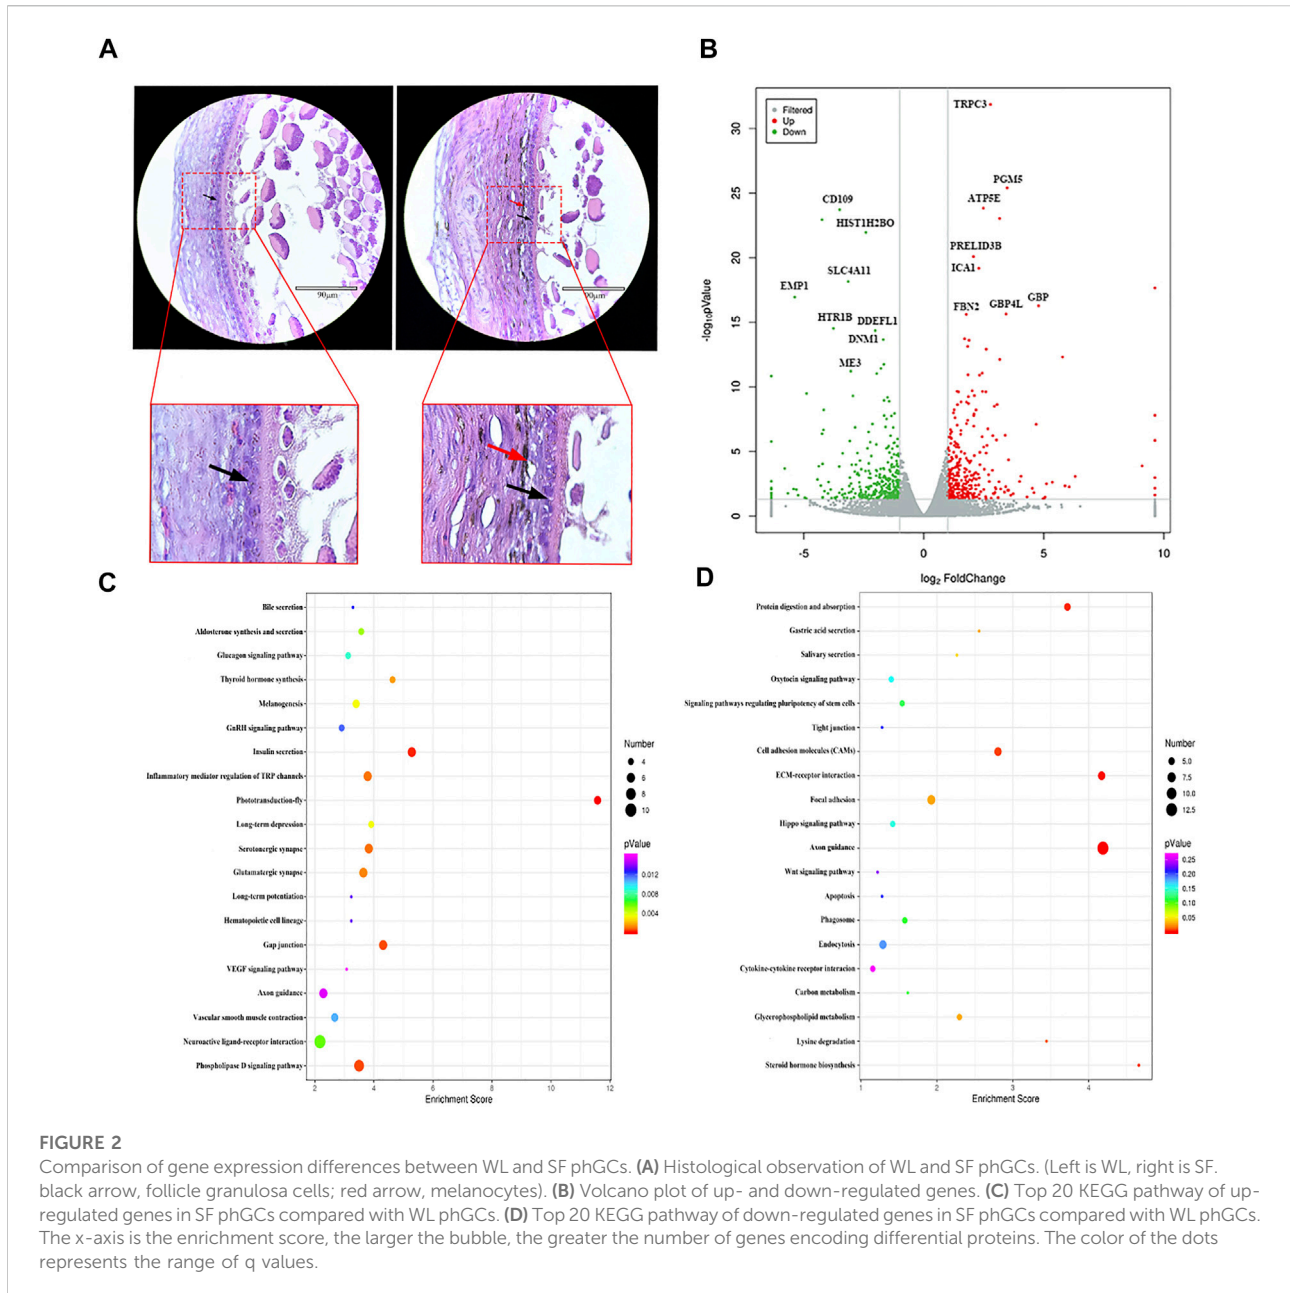 A
B
90μm
90μm
Filtered
Up
Down
TRPC3
PGM5
ATP5E
CD109
HIST1H2BO
PRELID3B
ICA1
SLC4A11
EMP1
GBP4L
GBP
FBN2
HTR1B
DDEFL1
DNM1
ME3
-log₁₀pValue
30
25
20
15
10
5
0
-5
0
5
10
log₂ FoldChange
C
D
Bile secretion
Aldosterone synthesis and secretion
Glucagon signaling pathway
Thyroid hormone synthesis
Melanogenesis
GnRH signaling pathway
Insulin secretion
Inflammatory mediator regulation of TRP channels
Phototransduction-fly
Long-term depression
Serotonergic synapse
Glutamatergic synapse
Long-term potentiation
Hematopoietic cell lineage
Gap junction
VEGF signaling pathway
Axon guidance
Vascular smooth muscle contraction
Neuroactive ligand-receptor interaction
Phospholipase D signaling pathway
2
4
6
8
10
12
Enrichment Score
Number
4
6
8
10
pValue
0.012
0.008
0.004
Protein digestion and absorption
Gastric acid secretion
Salivary secretion
Oxytocin signaling pathway
Signaling pathways regulating pluripotency of stem cells
Tight junction
Cell adhesion molecules (CAMs)
ECM-receptor interaction
Focal adhesion
Hippo signaling pathway
Axon guidance
Wnt signaling pathway
Apoptosis
Phagosome
Endocytosis
Cytokine-cytokine receptor interacion
Carbon metabolism
Glycerophospholipid metabolism
Lysine degradation
Steroid hormone biosynthesis
1
2
3
4
Enrichment Score
Number
5.0
7.5
10.0
12.5
pValue
0.25
0.20
0.15
0.10
0.05
FIGURE 2
Comparison of gene expression differences between WL and SF phGCs. (A) Histological observation of WL and SF phGCs. (Left is WL, right is SF.
black arrow, follicle granulosa cells; red arrow, melanocytes). (B) Volcano plot of up- and down-regulated genes. (C) Top 20 KEGG pathway of up-
regulated genes in SF phGCs compared with WL phGCs. (D) Top 20 KEGG pathway of down-regulated genes in SF phGCs compared with WL phGCs.
The x-axis is the enrichment score, the larger the bubble, the greater the number of genes encoding differential proteins. The color of the dots
represents the range of q values.